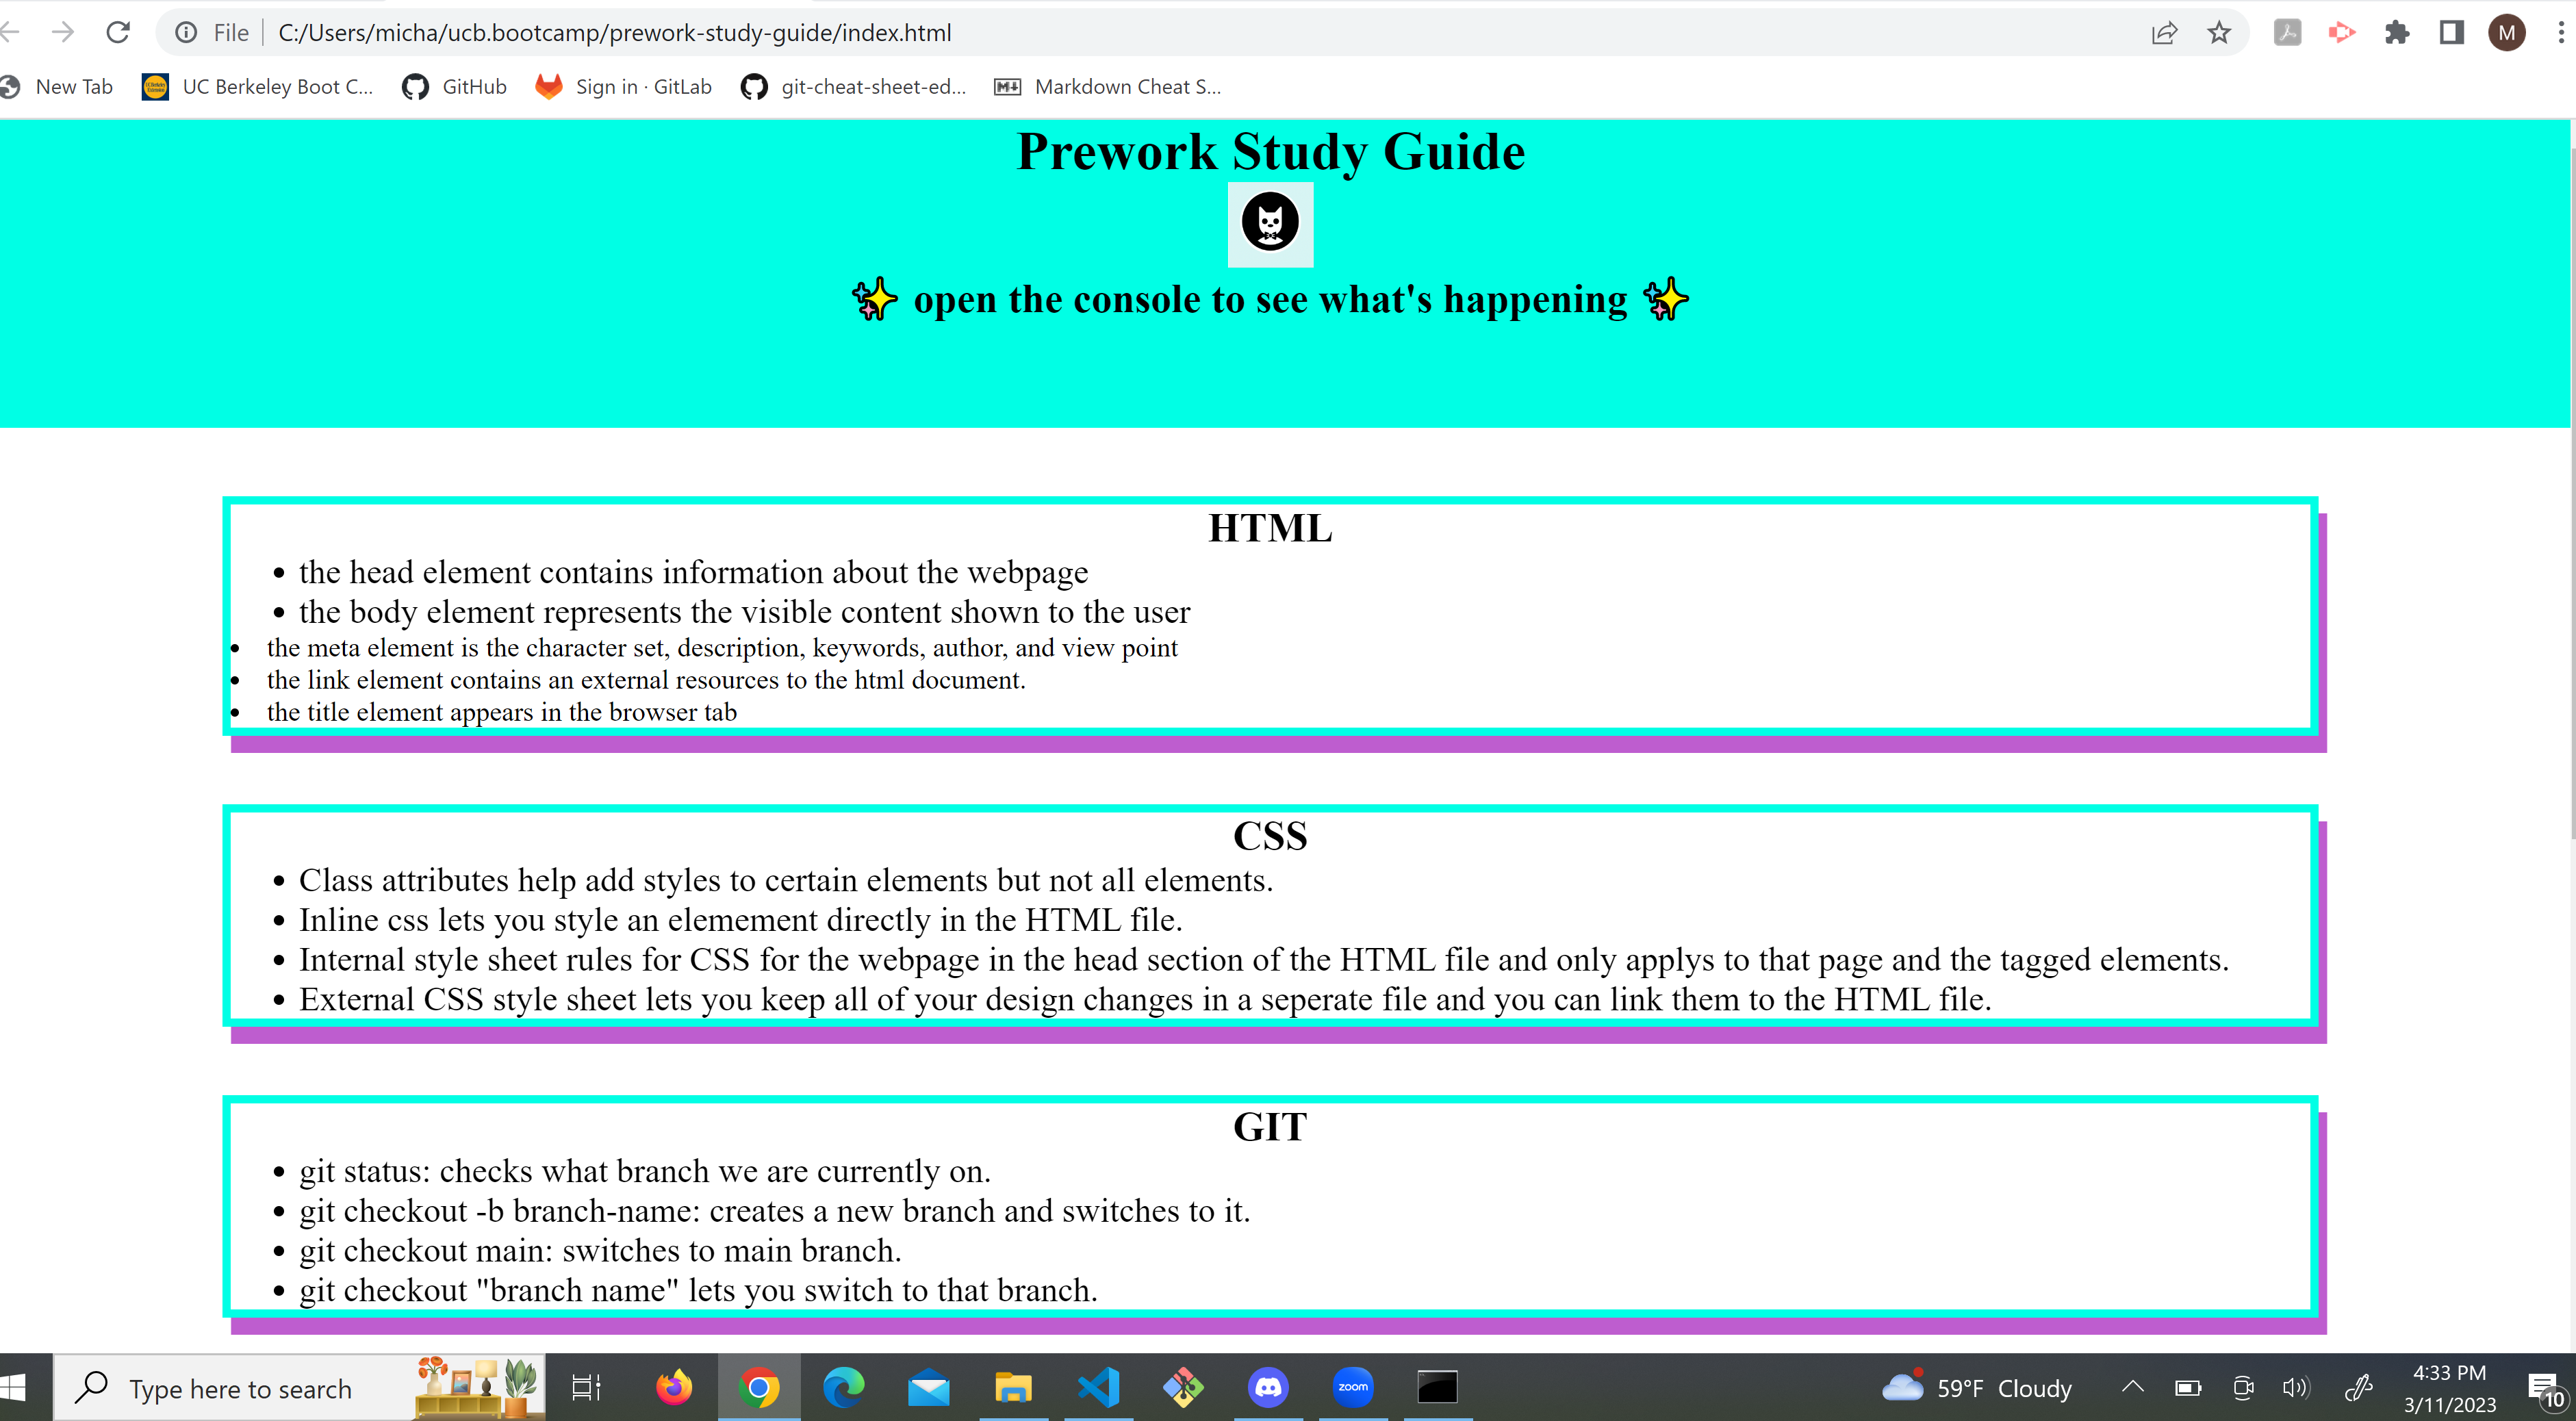 File C:/Users/micha/ucb.bootcamp/prework-study-guide/index.html
M
New Tab UC Berkeley Boot C... GitHub Sign in · GitLab git-cheat-sheet-ed... Markdown Cheat S...
Prework Study Guide
✨ open the console to see what's happening ✨
HTML
• the head element contains information about the webpage
• the body element represents the visible content shown to the user
• the meta element is the character set, description, keywords, author, and view point
• the link element contains an external resources to the html document.
• the title element appears in the browser tab
CSS
• Class attributes help add styles to certain elements but not all elements.
• Inline css lets you style an elemement directly in the HTML file.
• Internal style sheet rules for CSS for the webpage in the head section of the HTML file and only applys to that page and the tagged elements.
• External CSS style sheet lets you keep all of your design changes in a seperate file and you can link them to the HTML file.
GIT
• git status: checks what branch we are currently on.
• git checkout -b branch-name: creates a new branch and switches to it.
• git checkout main: switches to main branch.
• git checkout "branch name" lets you switch to that branch.
Type here to search
zoom
59°F Cloudy
4:33 PM
3/11/2023
10